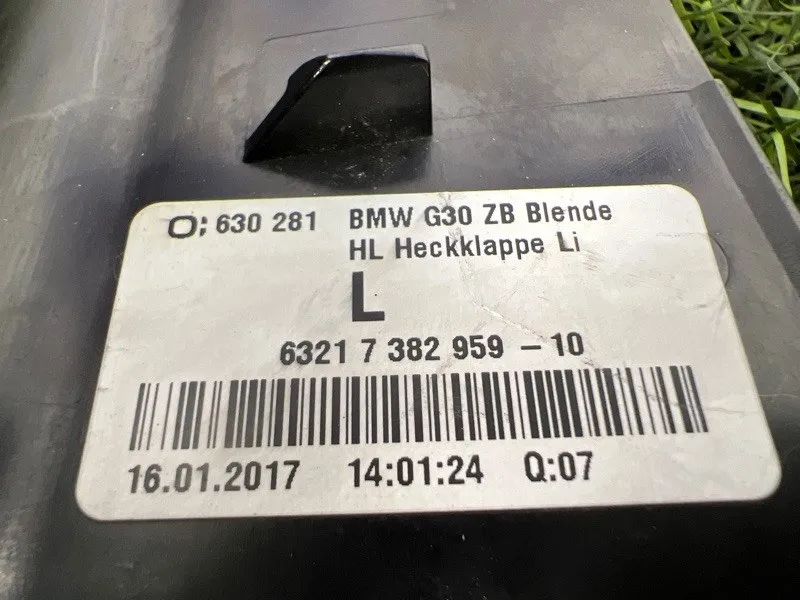 O; 630 281 BMW G30 ZB Blende
HL Heckklappe Li
L
6321 7 382 959 - 10
16.01.2017 14:01:24 Q:07